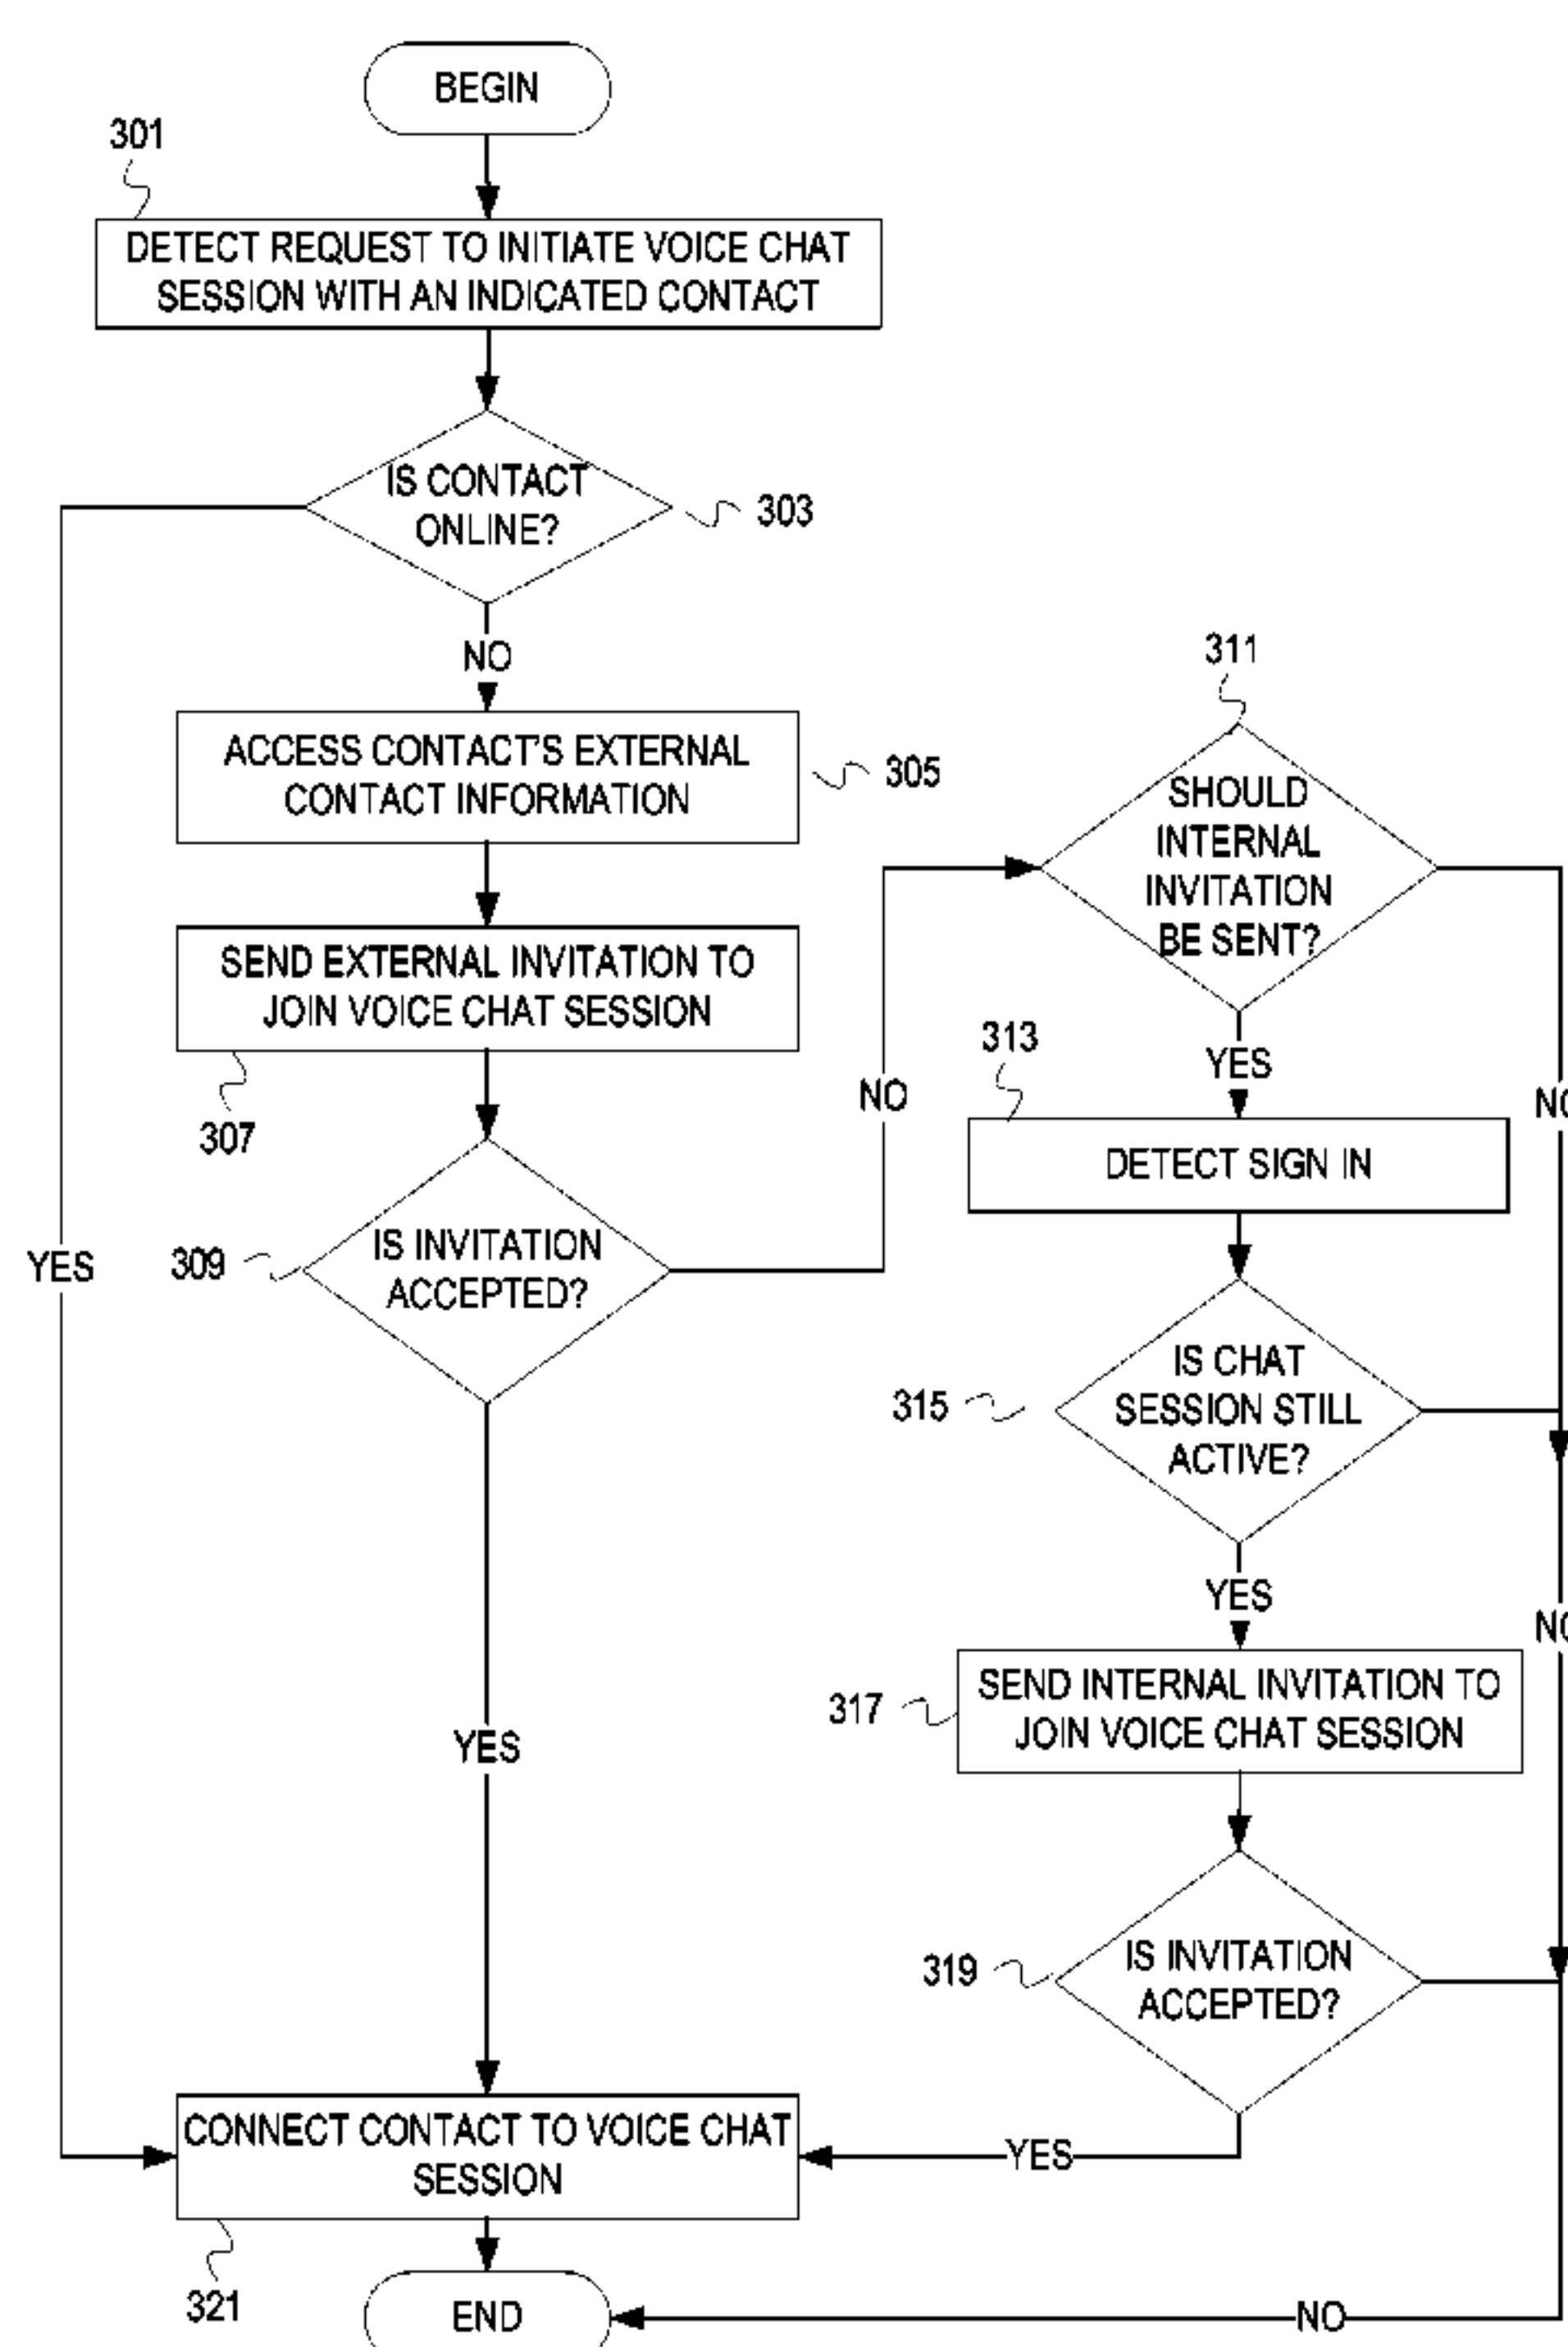 BEGIN
301
DETECT REQUEST TO INITIATE VOICE CHAT
SESSION WITH AN INDICATED CONTACT
IS CONTACT
ONLINE?
303
NO
311
ACCESS CONTACT'S EXTERNAL
CONTACT INFORMATION
305
SHOULD
INTERNAL
INVITATION
BE SENT?
SEND EXTERNAL INVITATION TO
JOIN VOICE CHAT SESSION
307
NO
313
YES
NO
DETECT SIGN IN
YES
309
IS INVITATION
ACCEPTED?
315
IS CHAT
SESSION STILL
ACTIVE?
YES
NO
317
SEND INTERNAL INVITATION TO
JOIN VOICE CHAT SESSION
YES
319
IS INVITATION
ACCEPTED?
CONNECT CONTACT TO VOICE CHAT
SESSION
YES
321
END
NO